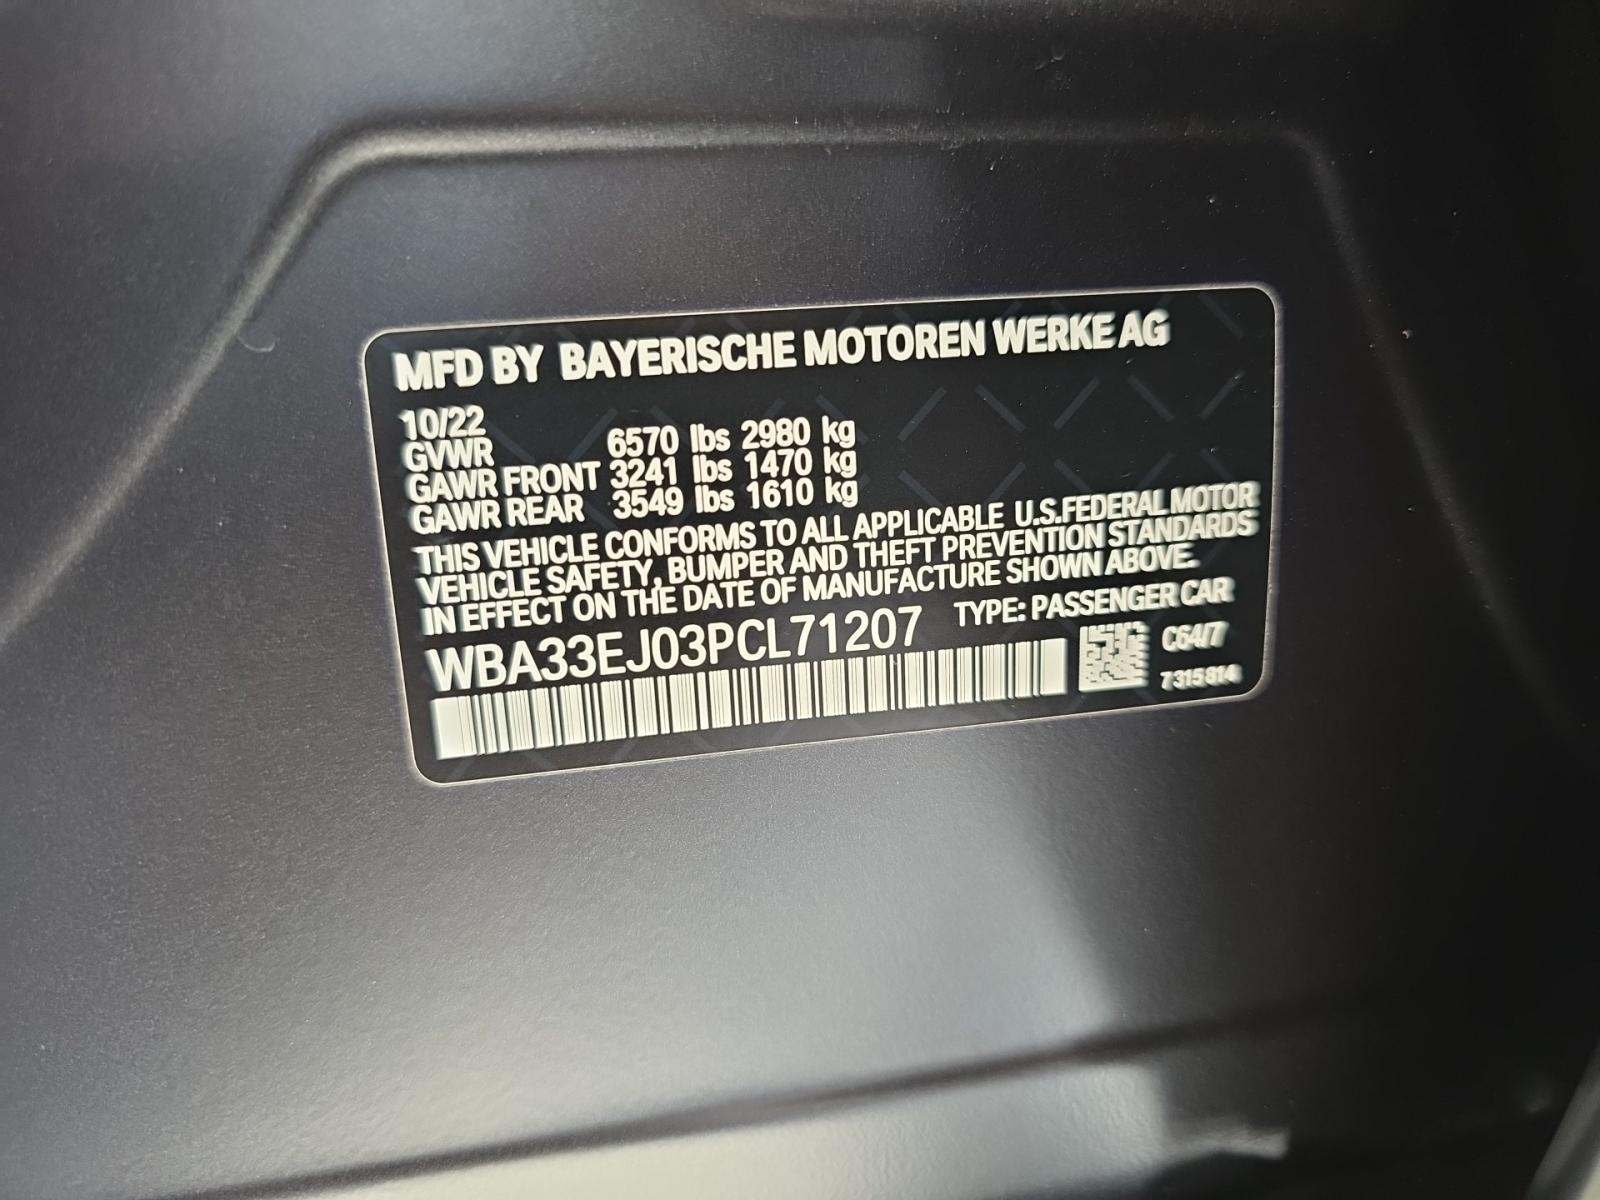 MFD BY BAYERISCHE MOTOREN WERKE AG
10/22
GVWR 6570 lbs 2980 kg
GAWR FRONT 3241 lbs 1470 kg
GAWR REAR 3549 lbs 1610 kg
THIS VEHICLE CONFORMS TO ALL APPLICABLE U.S.FEDERAL MOTOR
VEHICLE SAFETY, BUMPER AND THEFT PREVENTION STANDARDS
IN EFFECT ON THE DATE OF MANUFACTURE SHOWN ABOVE.
WBA33EJ03PCL71207 TYPE: PASSENGER CAR
C64/7
7315814